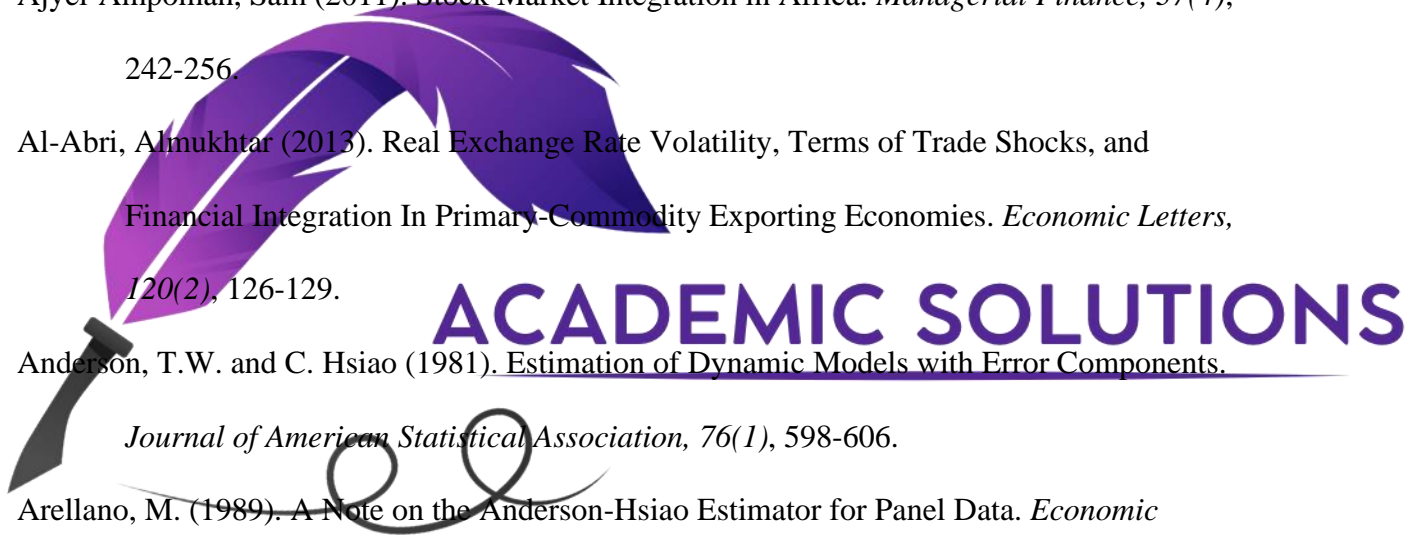 Ajyei-Ampomah, Sam (2011). Stock Market Integration in Africa. Managerial Finance, 37(4),
242-256.
Al-Abri, Almukhtar (2013). Real Exchange Rate Volatility, Terms of Trade Shocks, and
Financial Integration In Primary-Commodity Exporting Economies. Economic Letters,
120(2), 126-129.
ACADEMIC SOLUTIONS
Anderson, T.W. and C. Hsiao (1981). Estimation of Dynamic Models with Error Components.
Journal of American Statistical Association, 76(1), 598-606.
Arellano, M. (1989). A Note on the Anderson-Hsiao Estimator for Panel Data. Economic